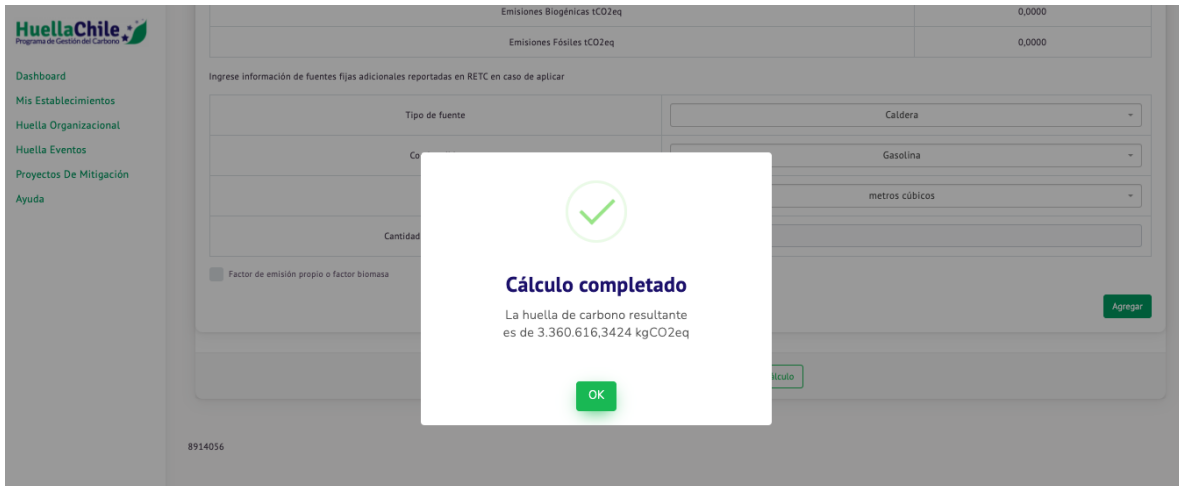 HuellaChile
Programa de Gestión del Carbono
Dashboard
Mis Establecimientos
Huella Organizacional
Huella Eventos
Proyectos De Mitigación
Ayuda
Emisiones Biogénicas tCO2eq 0,0000
Emisiones Fósiles tCO2eq 0,0000
Ingrese información de fuentes fijas adicionales reportadas en RETC en caso de aplicar
Tipo de fuente Caldera
Co Gasolina
metros cúbicos
Cantidad
Factor de emisión propio o factor biomasa
Agregar
Cálculo completado
La huella de carbono resultante
es de 3.360.616,3424 kgCO2eq
OK
8914056